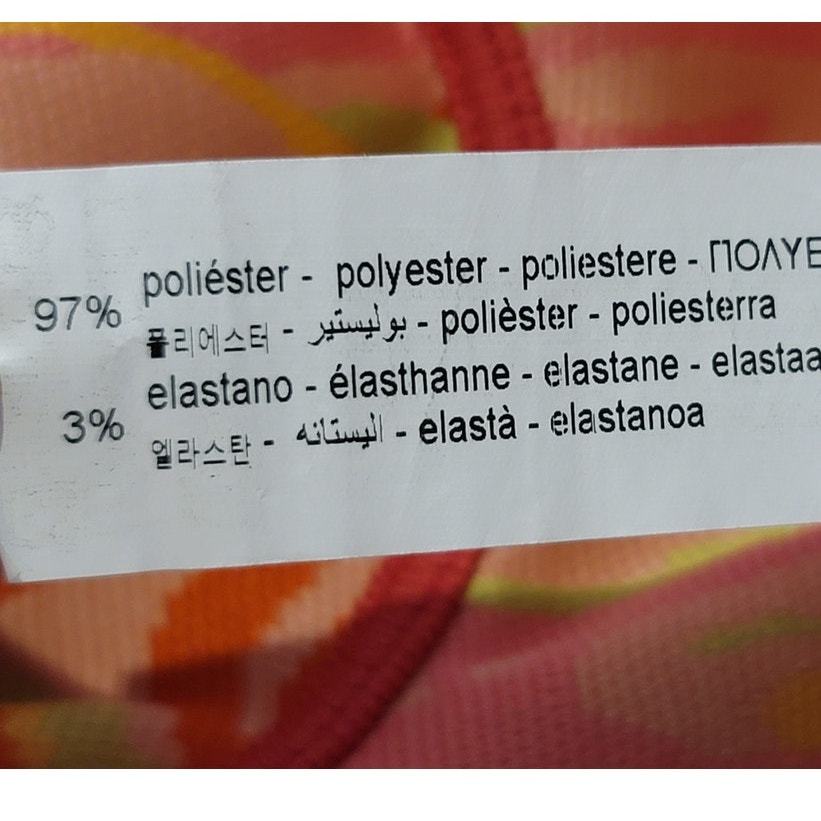 97% poliéster - polyester - poliestere - ΠΟΛΥΕ
폴리에스터 - بوليستير - polièster - poliesterra
3% elastano - élasthanne - elastane - elastaa
엘라스탄 - اليستانه - elastà - elastanoa